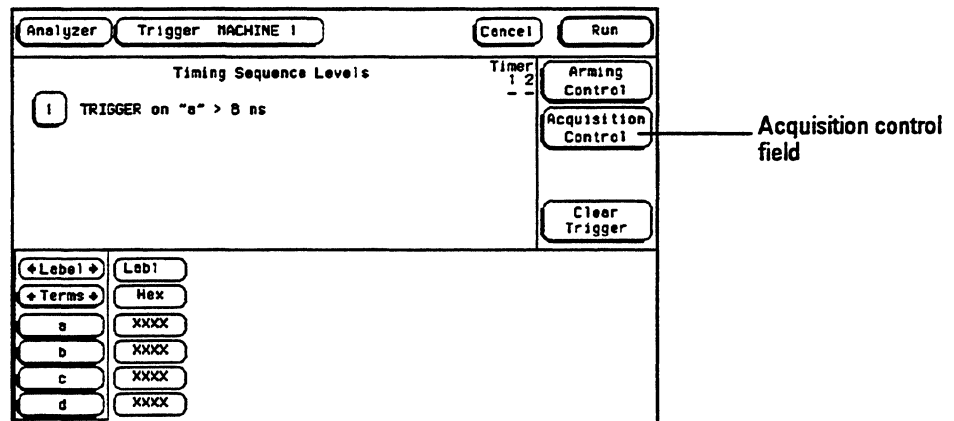 Analyzer Trigger MACHINE 1 Cancel Run
Timing Sequence Levels
Timer
1 2
- -
1 TRIGGER on "a" > 8 ns
Arming
Control
Acquisition
Control
Acquisition control
field
Clear
Trigger
←Label→ Lab1
←Terms→ Hex
a XXXX
b XXXX
c XXXX
d XXXX